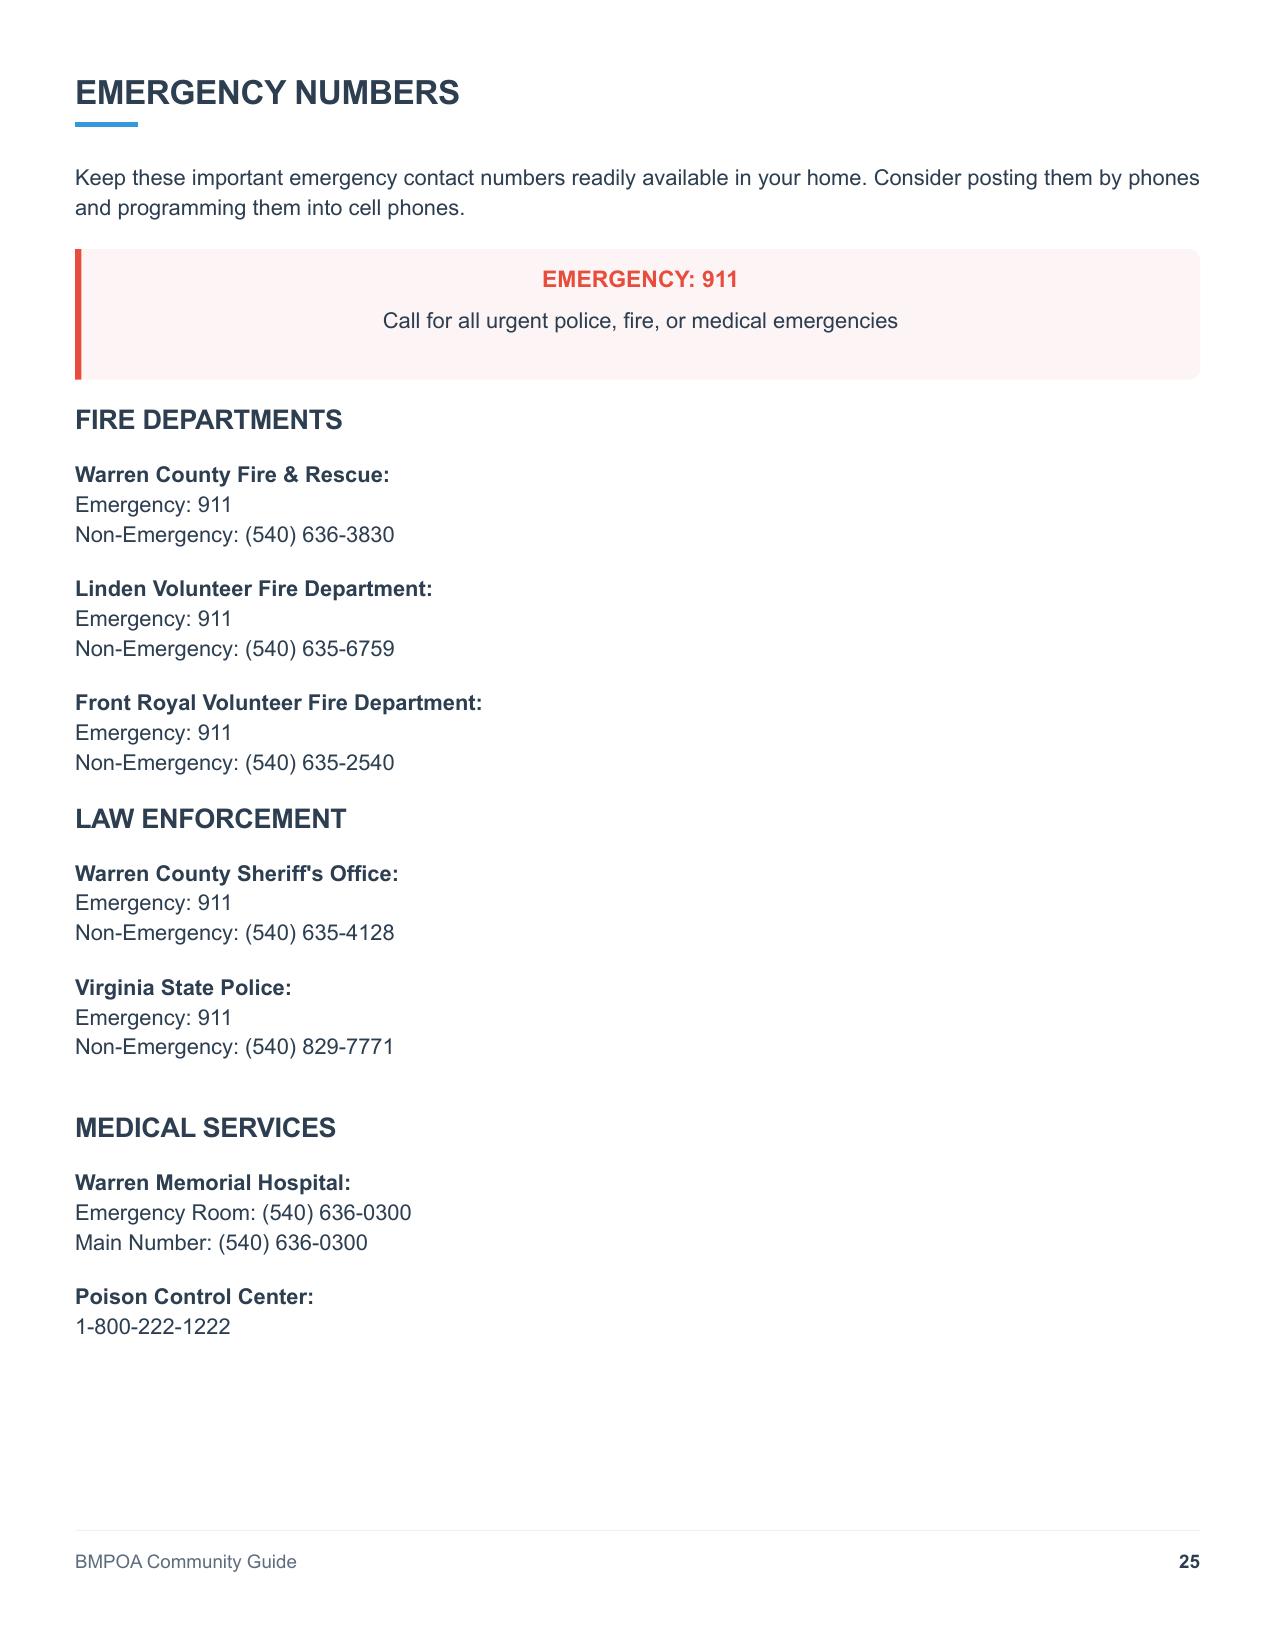 EMERGENCY NUMBERS
Keep these important emergency contact numbers readily available in your home. Consider posting them by phones
and programming them into cell phones.
EMERGENCY: 911
Call for all urgent police, fire, or medical emergencies
FIRE DEPARTMENTS
Warren County Fire & Rescue:
Emergency: 911
Non-Emergency: (540) 636-3830
Linden Volunteer Fire Department:
Emergency: 911
Non-Emergency: (540) 635-6759
Front Royal Volunteer Fire Department:
Emergency: 911
Non-Emergency: (540) 635-2540
LAW ENFORCEMENT
Warren County Sheriff's Office:
Emergency: 911
Non-Emergency: (540) 635-4128
Virginia State Police:
Emergency: 911
Non-Emergency: (540) 829-7771
MEDICAL SERVICES
Warren Memorial Hospital:
Emergency Room: (540) 636-0300
Main Number: (540) 636-0300
Poison Control Center:
1-800-222-1222
BMPOA Community Guide
25